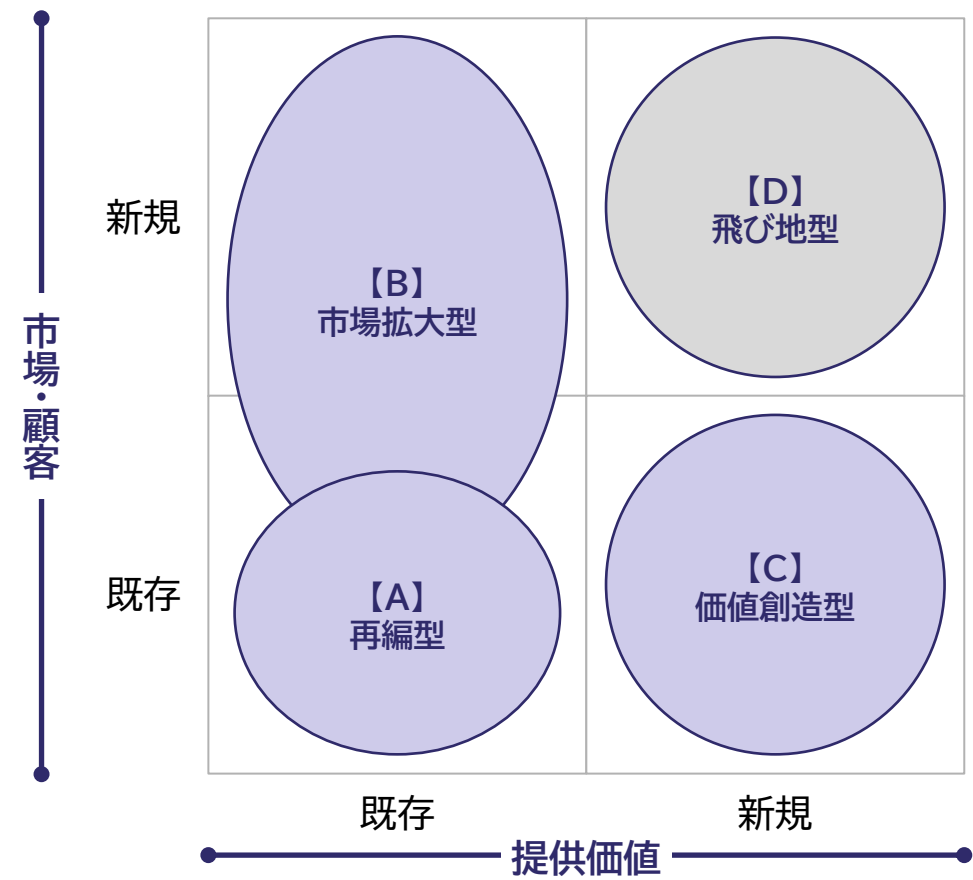 新規
【D】
飛び地型
【B】
市場拡大型
市場・顧客
既存
【A】
再編型
【C】
価値創造型
既存
新規
提供価値